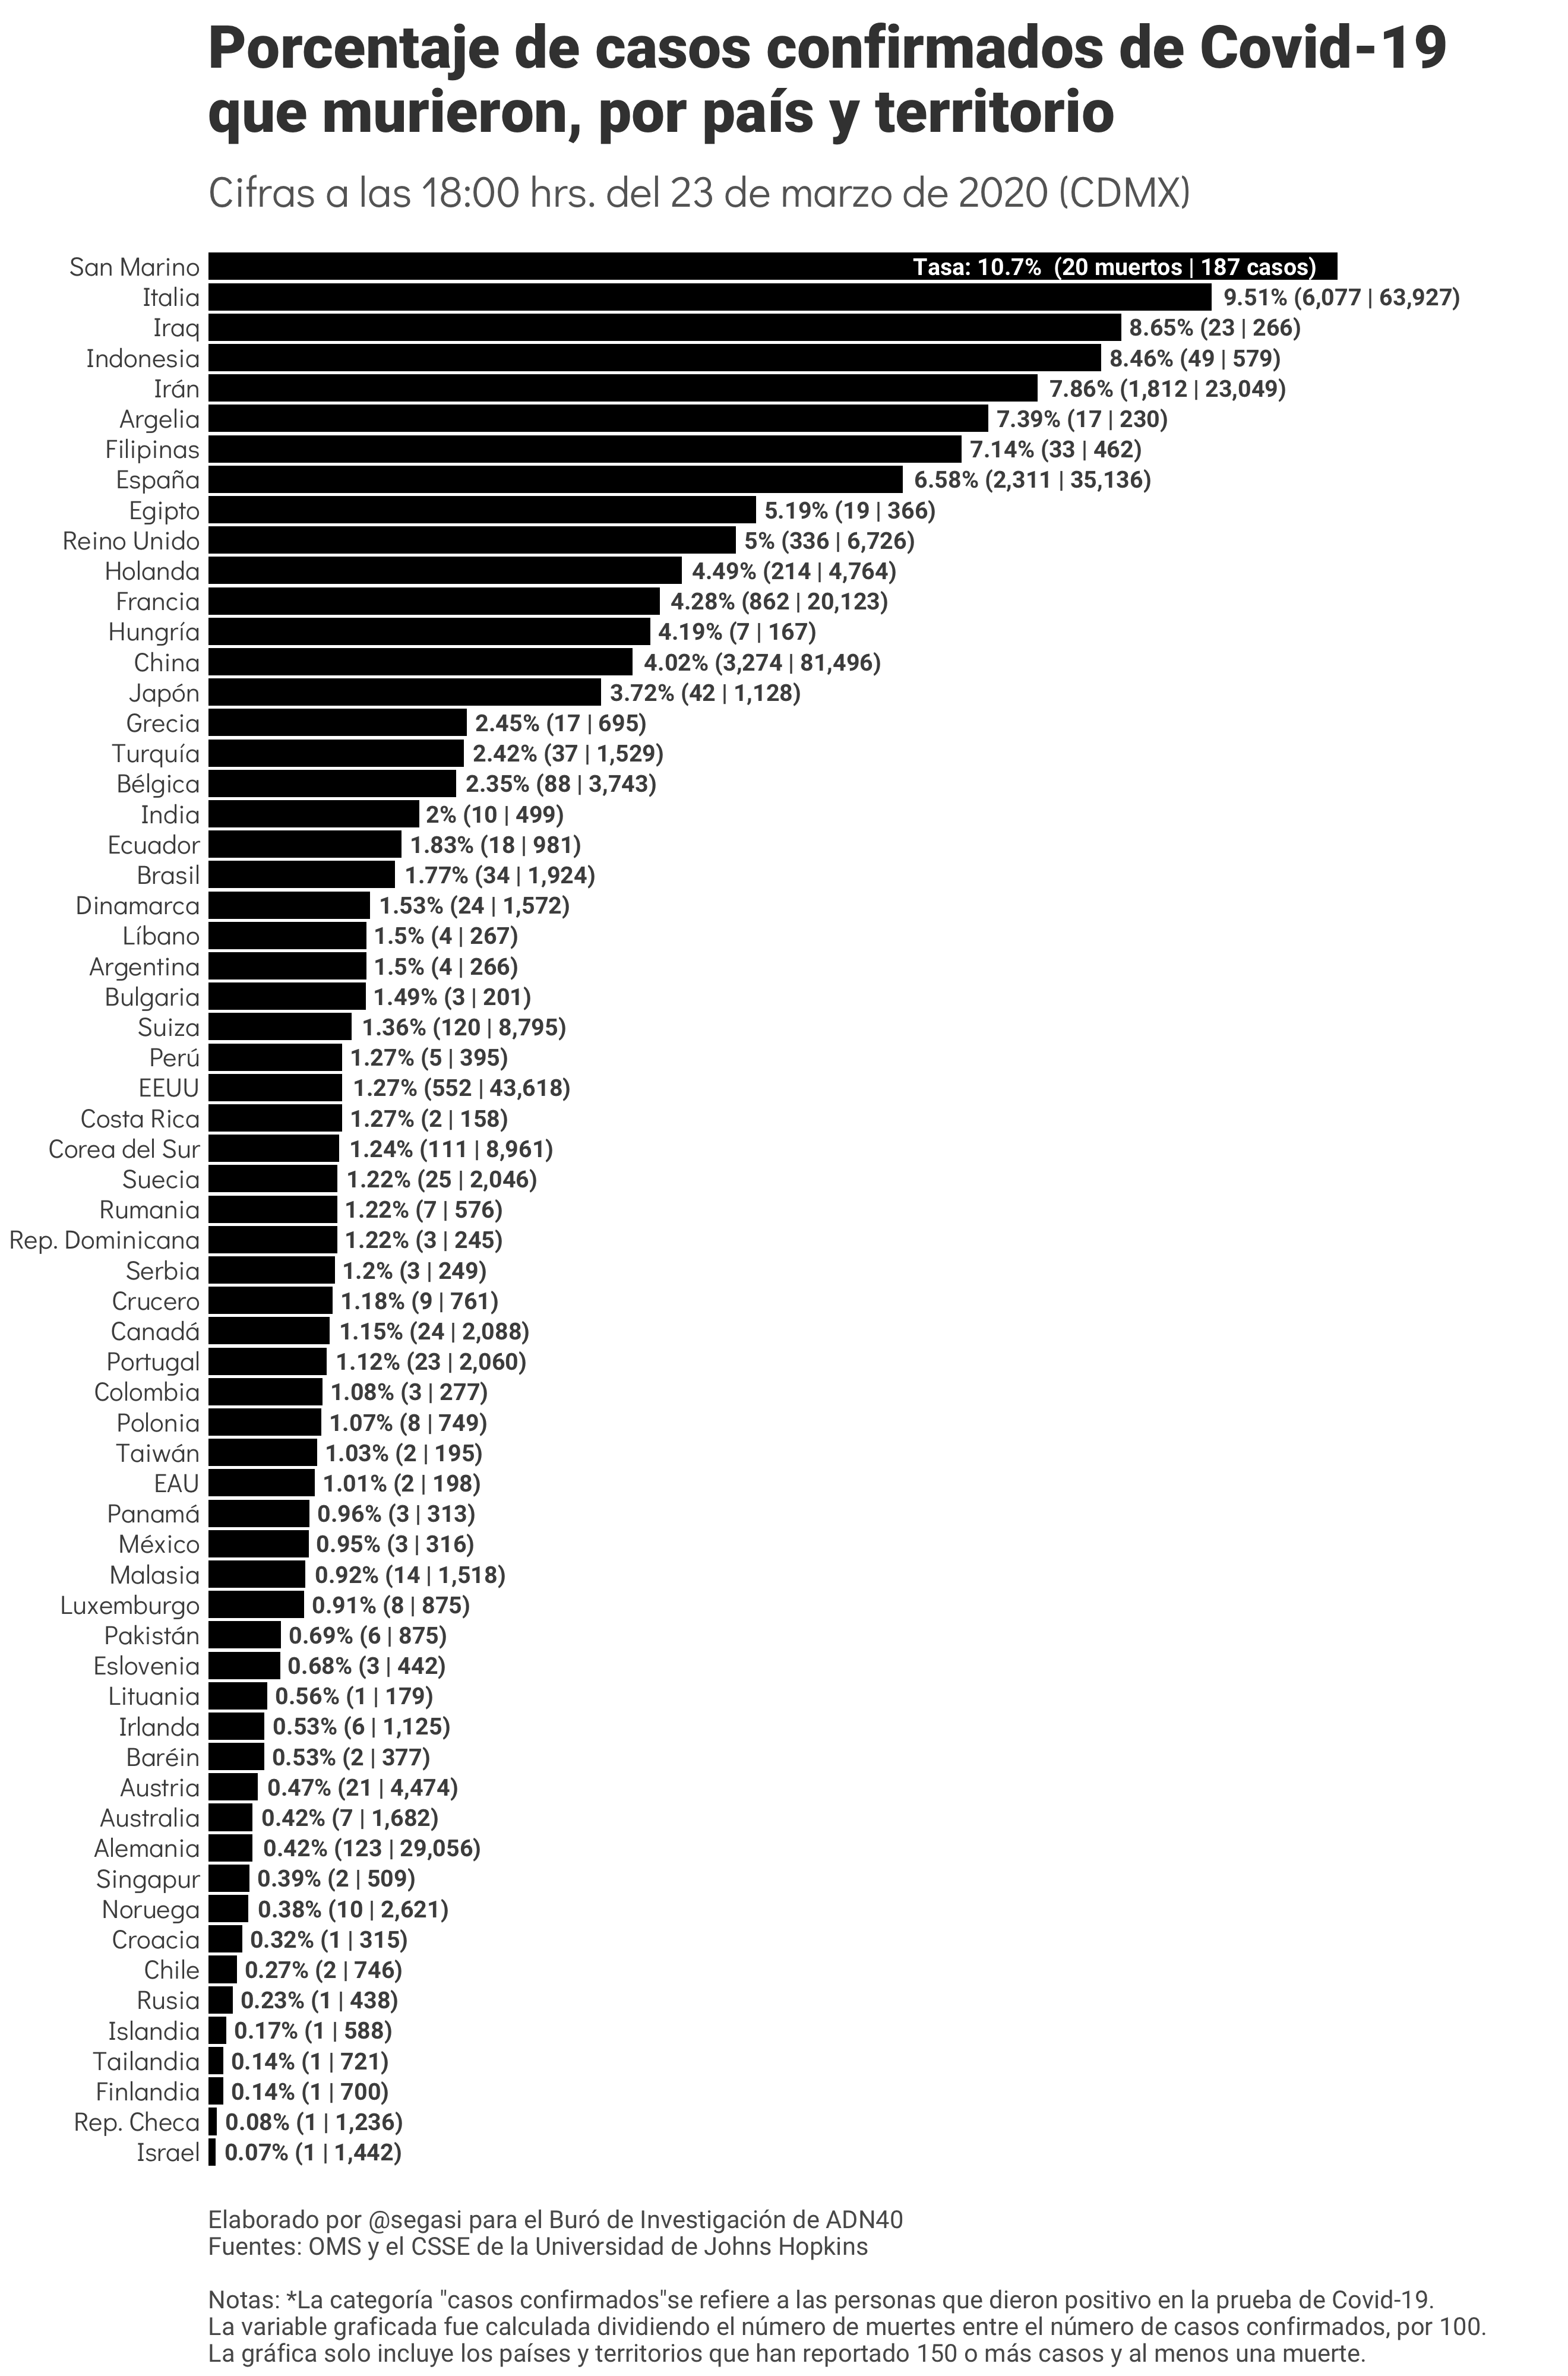 Porcentaje de casos confirmados de Covid-19
que murieron, por país y territorio
Cifras a las 18:00 hrs. del 23 de marzo de 2020 (CDMX)
San Marino Tasa: 10.7% (20 muertos | 187 casos)
Italia 9.51% (6,077 | 63,927)
Iraq 8.65% (23 | 266)
Indonesia 8.46% (49 | 579)
Irán 7.86% (1,812 | 23,049)
Argelia 7.39% (17 | 230)
Filipinas 7.14% (33 | 462)
España 6.58% (2,311 | 35,136)
Egipto 5.19% (19 | 366)
Reino Unido 5% (336 | 6,726)
Holanda 4.49% (214 | 4,764)
Francia 4.28% (862 | 20,123)
Hungría 4.19% (7 | 167)
China 4.02% (3,274 | 81,496)
Japón 3.72% (42 | 1,128)
Grecia 2.45% (17 | 695)
Turquía 2.42% (37 | 1,529)
Bélgica 2.35% (88 | 3,743)
India 2% (10 | 499)
Ecuador 1.83% (18 | 981)
Brasil 1.77% (34 | 1,924)
Dinamarca 1.53% (24 | 1,572)
Líbano 1.5% (4 | 267)
Argentina 1.5% (4 | 266)
Bulgaria 1.49% (3 | 201)
Suiza 1.36% (120 | 8,795)
Perú 1.27% (5 | 395)
EEUU 1.27% (552 | 43,618)
Costa Rica 1.27% (2 | 158)
Corea del Sur 1.24% (111 | 8,961)
Suecia 1.22% (25 | 2,046)
Rumania 1.22% (7 | 576)
Rep. Dominicana 1.22% (3 | 245)
Serbia 1.2% (3 | 249)
Crucero 1.18% (9 | 761)
Canadá 1.15% (24 | 2,088)
Portugal 1.12% (23 | 2,060)
Colombia 1.08% (3 | 277)
Polonia 1.07% (8 | 749)
Taiwán 1.03% (2 | 195)
EAU 1.01% (2 | 198)
Panamá 0.96% (3 | 313)
México 0.95% (3 | 316)
Malasia 0.92% (14 | 1,518)
Luxemburgo 0.91% (8 | 875)
Pakistán 0.69% (6 | 875)
Eslovenia 0.68% (3 | 442)
Lituania 0.56% (1 | 179)
Irlanda 0.53% (6 | 1,125)
Baréin 0.53% (2 | 377)
Austria 0.47% (21 | 4,474)
Australia 0.42% (7 | 1,682)
Alemania 0.42% (123 | 29,056)
Singapur 0.39% (2 | 509)
Noruega 0.38% (10 | 2,621)
Croacia 0.32% (1 | 315)
Chile 0.27% (2 | 746)
Rusia 0.23% (1 | 438)
Islandia 0.17% (1 | 588)
Tailandia 0.14% (1 | 721)
Finlandia 0.14% (1 | 700)
Rep. Checa 0.08% (1 | 1,236)
Israel 0.07% (1 | 1,442)
Elaborado por @segasi para el Buró de Investigación de ADN40
Fuentes: OMS y el CSSE de la Universidad de Johns Hopkins
Notas: *La categoría "casos confirmados"se refiere a las personas que dieron positivo en la prueba de Covid-19.
La variable graficada fue calculada dividiendo el número de muertes entre el número de casos confirmados, por 100.
La gráfica solo incluye los países y territorios que han reportado 150 o más casos y al menos una muerte.